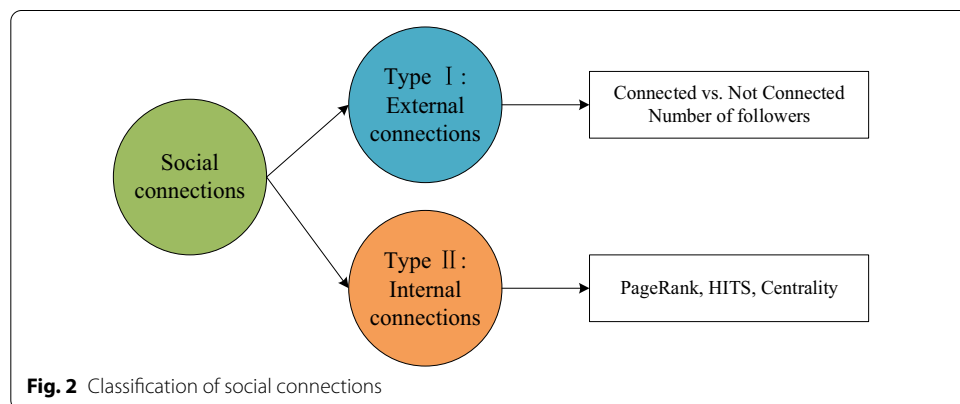 Social
connections
Type Ⅰ:
External
connections
Connected vs. Not Connected
Number of followers
Type Ⅱ:
Internal
connections
PageRank, HITS, Centrality
Fig. 2 Classification of social connections